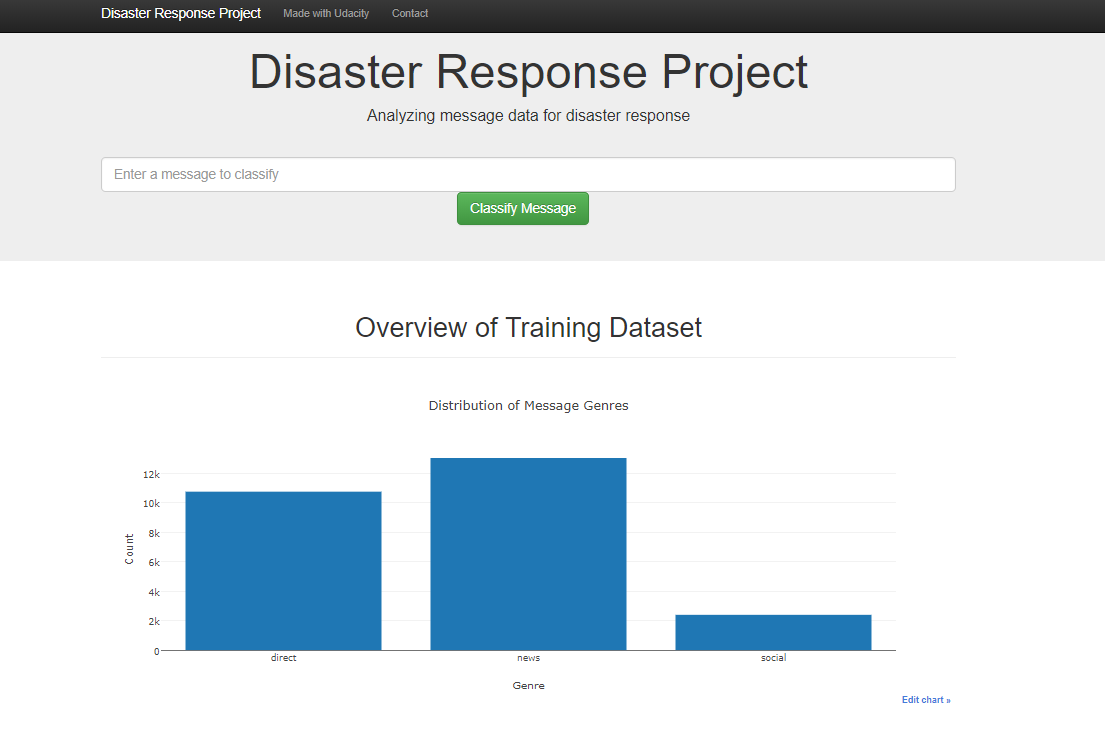 Disaster Response Project Made with Udacity Contact
Disaster Response Project
Analyzing message data for disaster response
Enter a message to classify
Classify Message
Overview of Training Dataset
Distribution of Message Genres
12k
10k
8k
6k
4k
2k
0
Count
direct news social
Genre
Edit chart »